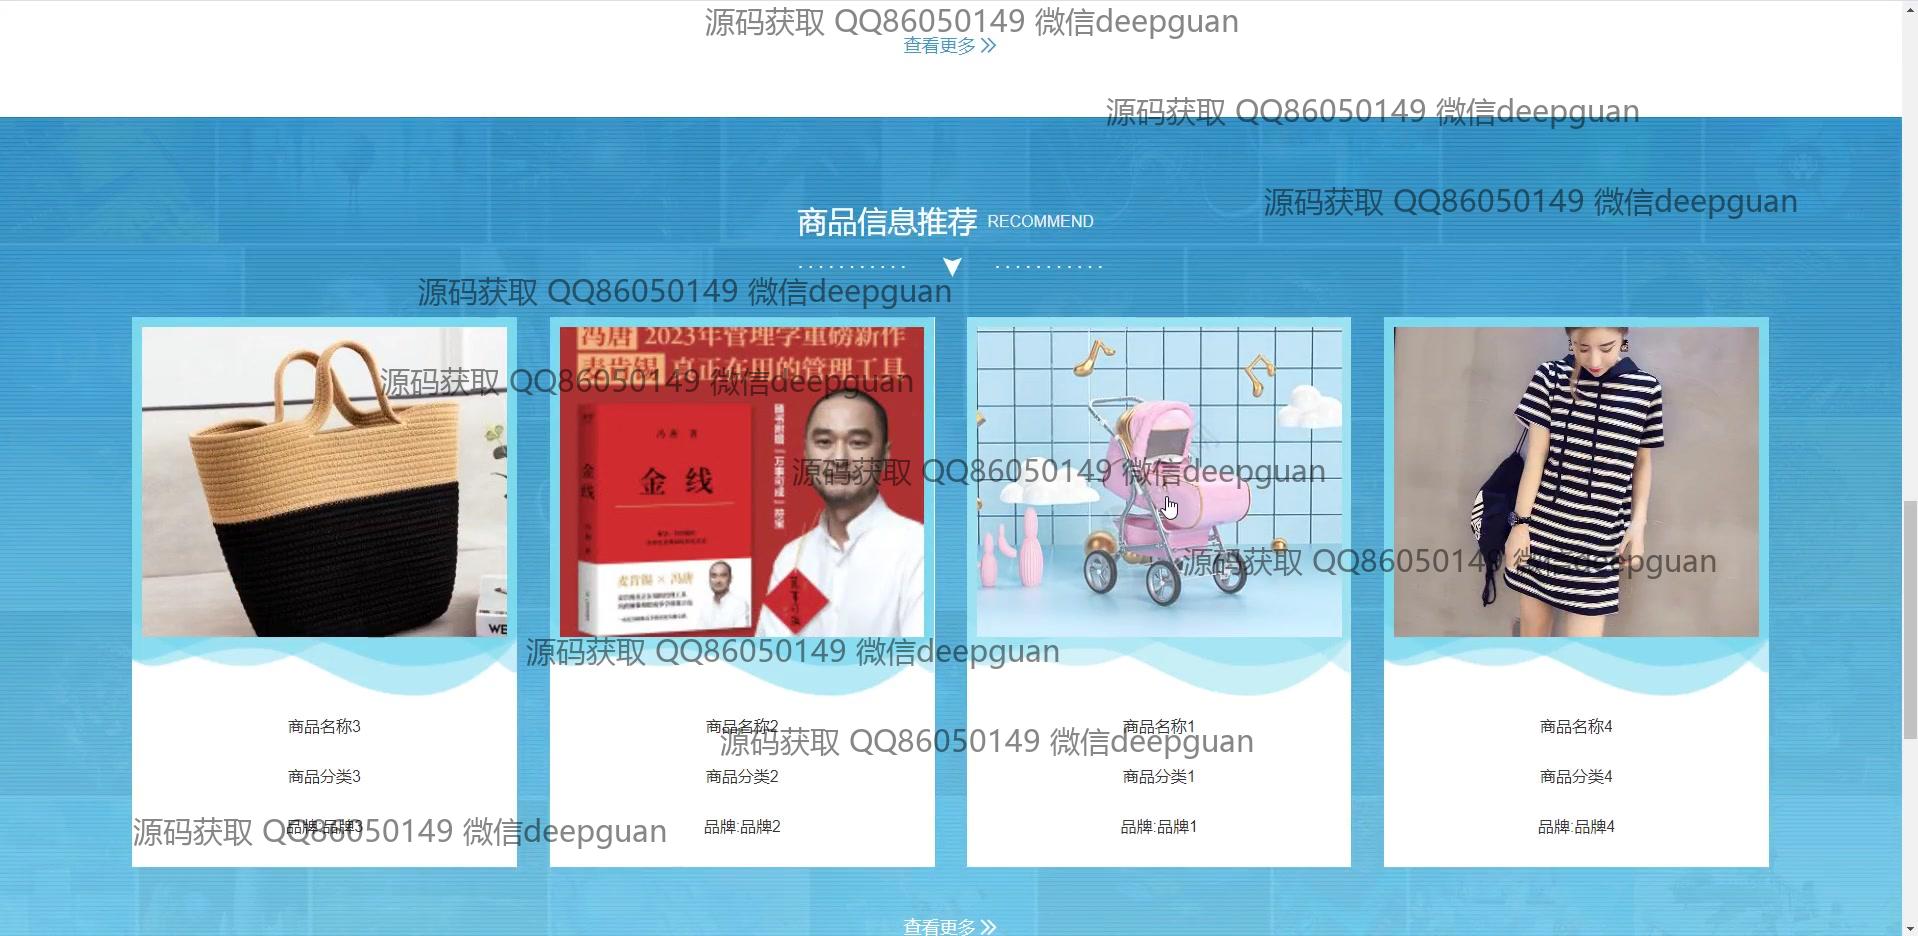 源码获取 QQ86050149 微信deepguan
查看更多
源码获取 QQ86050149 微信deepguan
源码获取 QQ86050149 微信deepguan
商品信息推荐 RECOMMEND
源码获取 QQ86050149 微信deepguan
冯唐 2023年管理学重磅新作
麦肯锡 真正有用的管理工具
源码获取 QQ86050149 微信deepguan
冯唐 著
金线
金线
源码获取 QQ86050149 微信deepguan
源码获取 QQ86050149 微信deepguan
麦肯锡 × 冯唐
WE
源码获取 QQ86050149 微信deepguan
商品名称3
商品名称2
商品名称1
商品名称4
源码获取 QQ86050149 微信deepguan
商品分类3
商品分类2
商品分类1
商品分类4
品牌:品牌3
品牌:品牌2
品牌:品牌1
品牌:品牌4
源码获取 QQ86050149 微信deepguan
查看更多